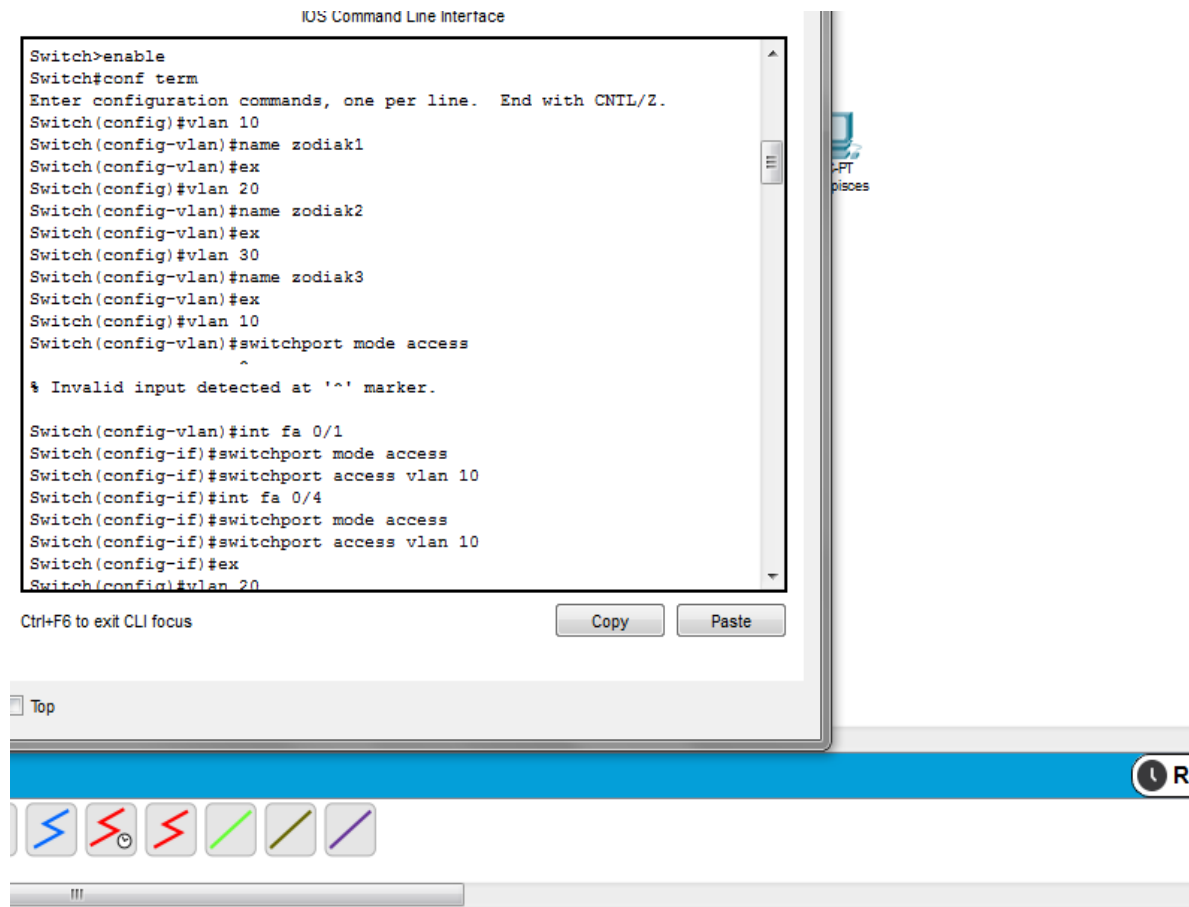 IOS Command Line Interface
Switch>enable
Switch#conf term
Enter configuration commands, one per line.  End with CNTL/Z.
Switch(config)#vlan 10
Switch(config-vlan)#name zodiak1
Switch(config-vlan)#ex
Switch(config)#vlan 20
Switch(config-vlan)#name zodiak2
Switch(config-vlan)#ex
Switch(config)#vlan 30
Switch(config-vlan)#name zodiak3
Switch(config-vlan)#ex
Switch(config)#vlan 10
Switch(config-vlan)#switchport mode access
^
% Invalid input detected at '^' marker.
Switch(config-vlan)#int fa 0/1
Switch(config-if)#switchport mode access
Switch(config-if)#switchport access vlan 10
Switch(config-if)#int fa 0/4
Switch(config-if)#switchport mode access
Switch(config-if)#switchport access vlan 10
Switch(config-if)#ex
Switch(config)#vlan 20
Ctrl+F6 to exit CLI focus
Copy
Paste
Top
-PT
pisces
R